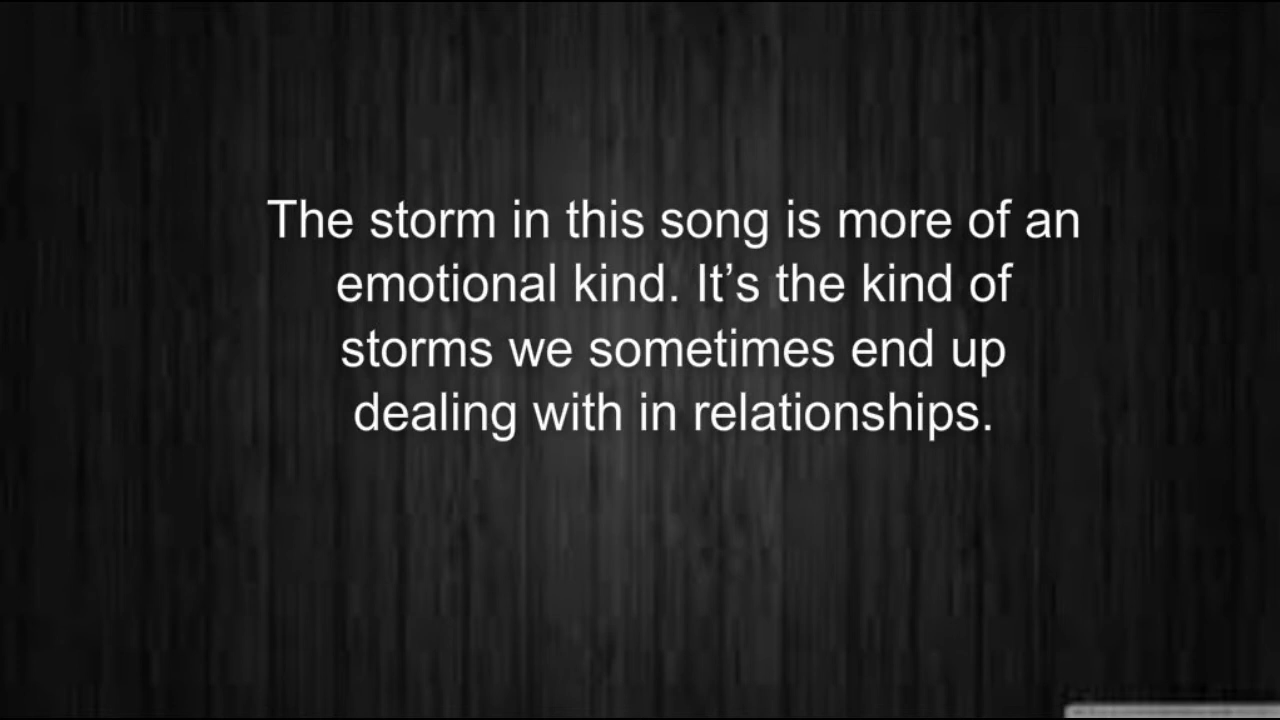 The storm in this song is more of an
emotional kind. It’s the kind of
storms we sometimes end up
dealing with in relationships.